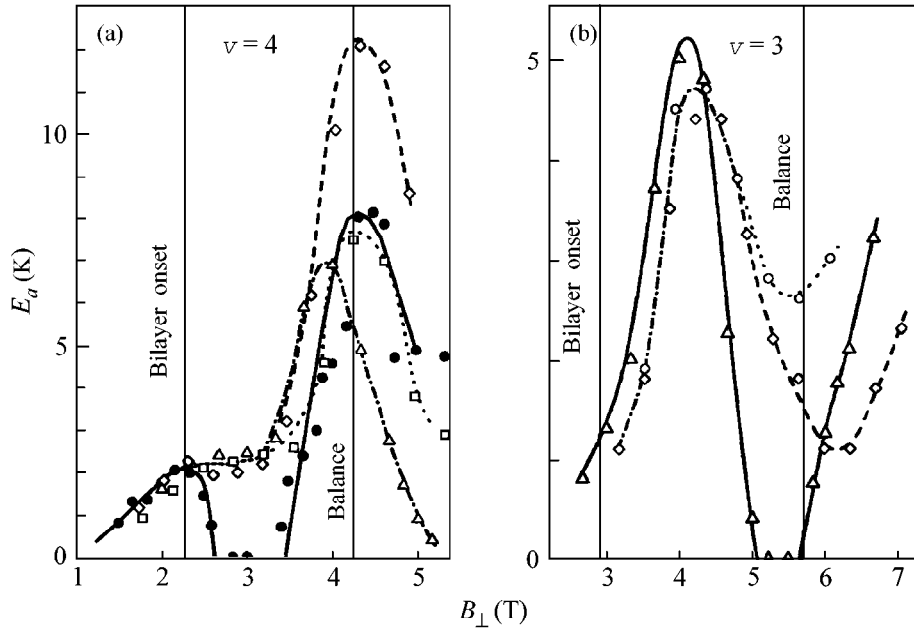 (a)
ν = 4
10
5
0
E_a (K)
Bilayer onset
Balance
1
2
3
4
5
(b)
ν = 3
5
0
Bilayer onset
Balance
3
4
5
6
7
B_⊥ (T)